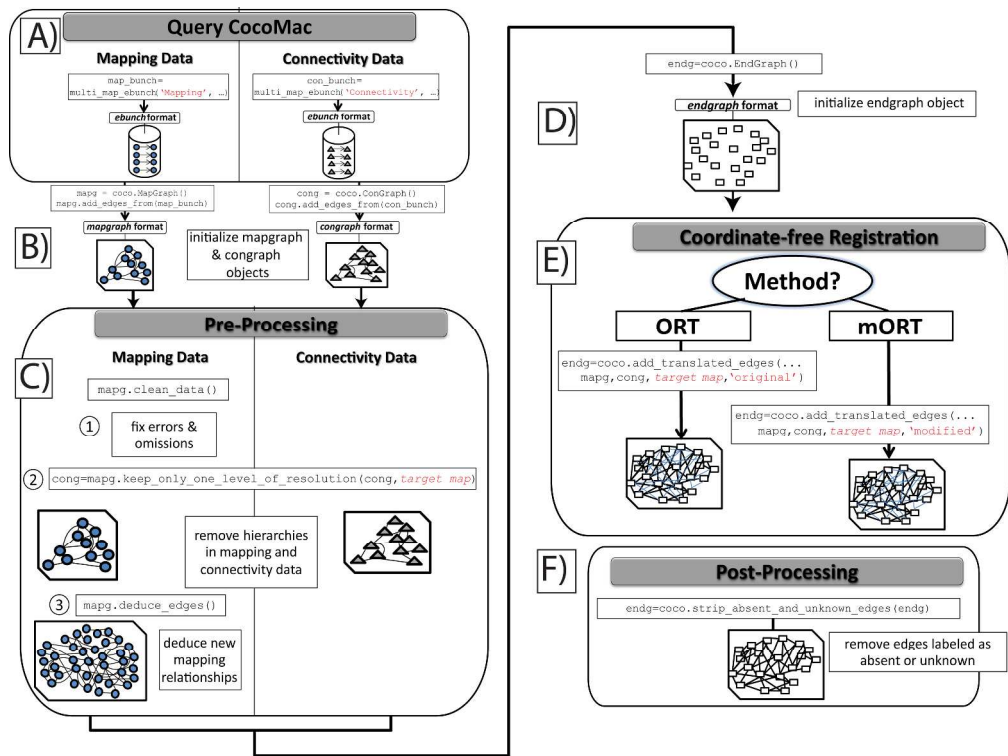 A)
Query CocoMac
Mapping Data
Connectivity Data
map_bunch=
multi_map_ebunch('Mapping', …)
con_bunch=
multi_map_ebunch('Connectivity', …)
ebunch format
ebunch format
mapg = coco.MapGraph()
mapg.add_edges_from(map_bunch)
cong = coco.ConGraph()
cong.add_edges_from(con_bunch)
B)
mapgraph format
congraph format
initialize mapgraph
& congraph
objects
Pre-Processing
C)
Mapping Data
Connectivity Data
mapg.clean_data()
1
fix errors &
omissions
2
cong=mapg.keep_only_one_level_of_resolution(cong,target map)
remove hierarchies
in mapping and
connectivity data
3
mapg.deduce_edges()
deduce new
mapping
relationships
endg=coco.EndGraph()
D)
endgraph format
initialize endgraph object
E)
Coordinate-free Registration
Method?
ORT
mORT
endg=coco.add_translated_edges(...
mapg,cong,target map,'original')
endg=coco.add_translated_edges(...
mapg,cong,target map,'modified')
F)
Post-Processing
endg=coco.strip_absent_and_unknown_edges(endg)
remove edges labeled as
absent or unknown